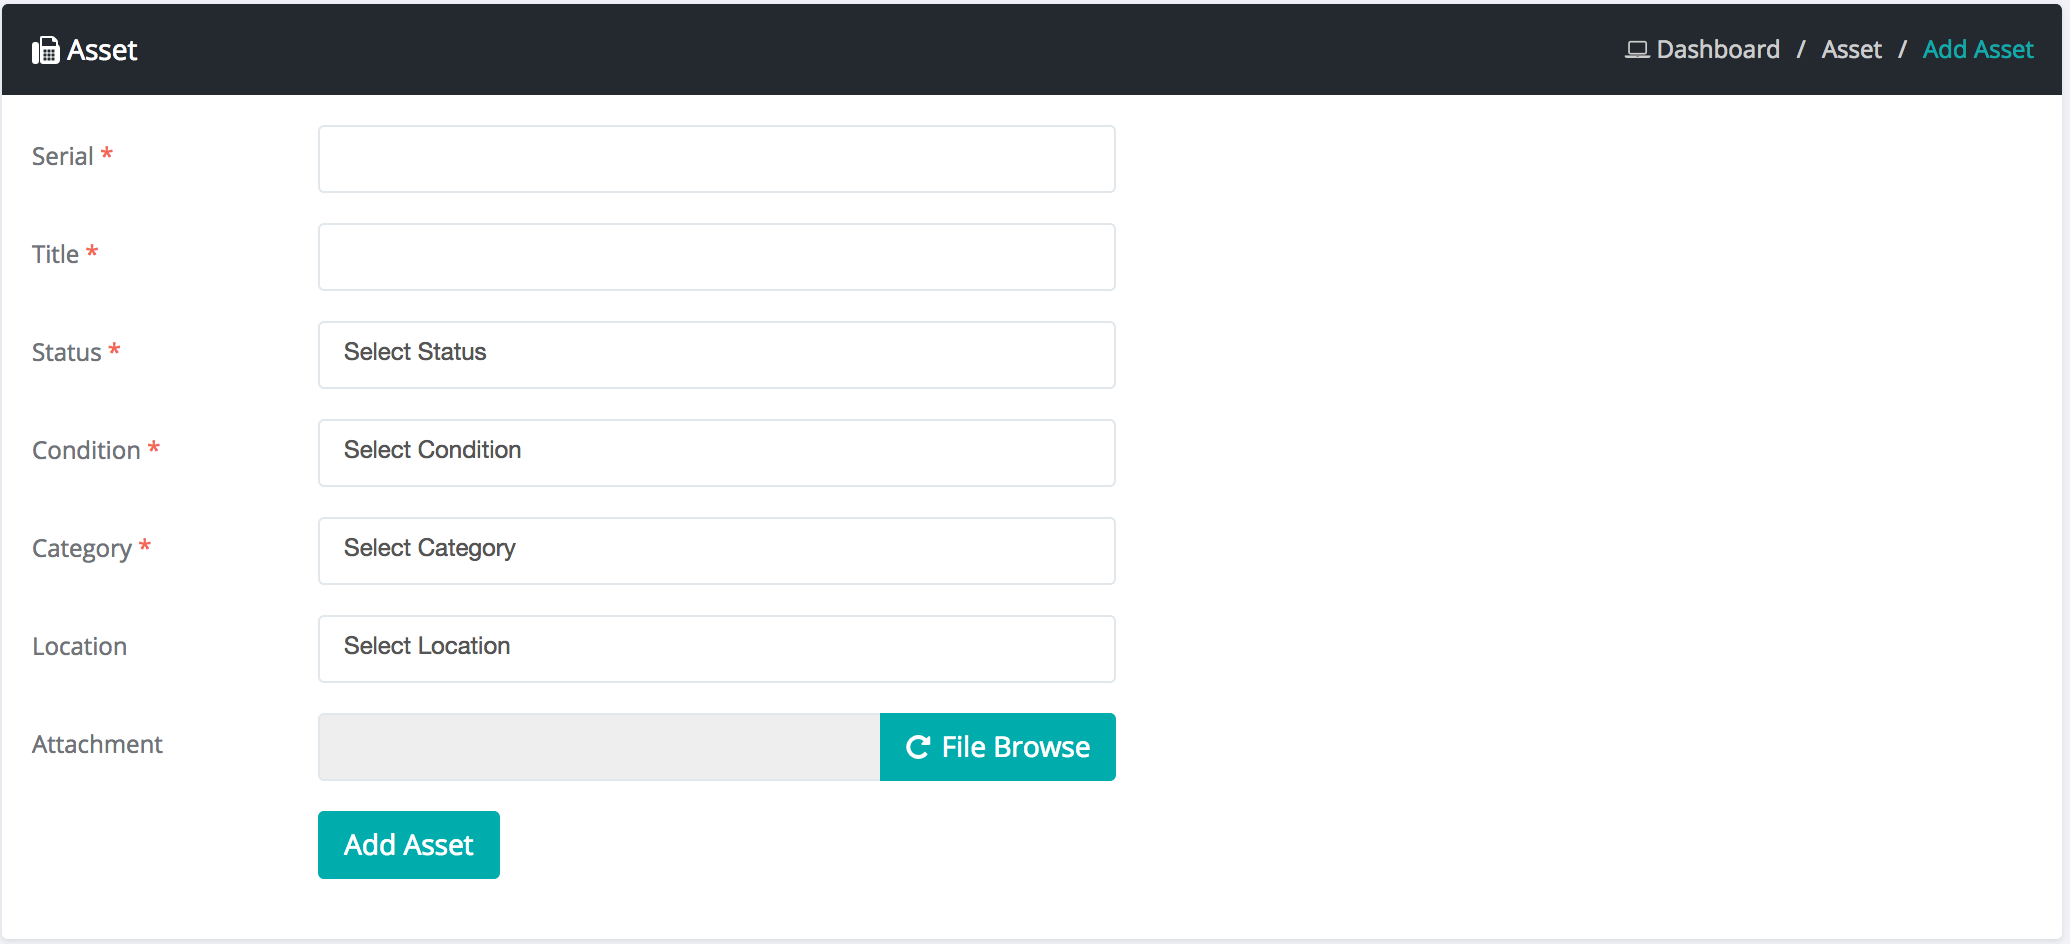 Asset
Dashboard / Asset / Add Asset
Serial *
Title *
Status * Select Status
Condition * Select Condition
Category * Select Category
Location Select Location
Attachment File Browse
Add Asset